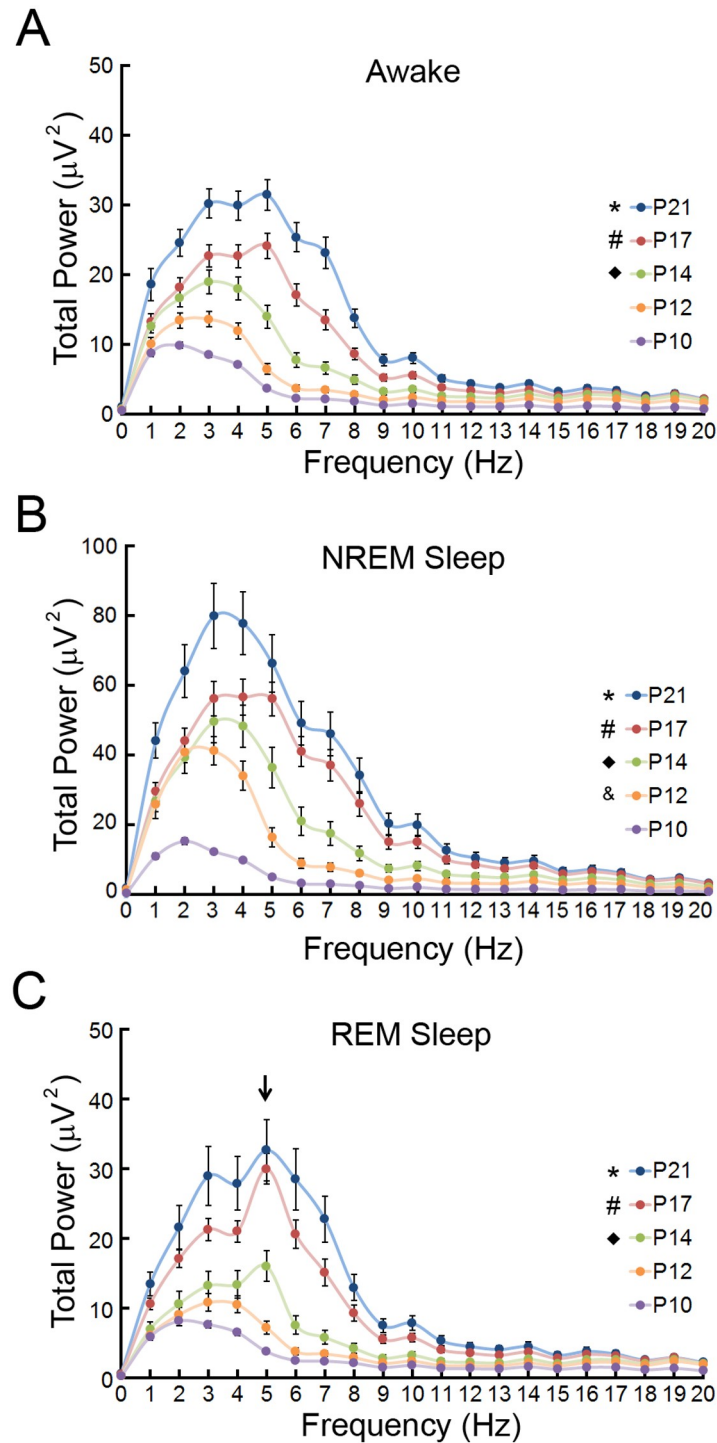 A
Awake
Total Power (μV²)
50
40
30
20
10
0
* P21
# P17
◆ P14
P12
P10
0 1 2 3 4 5 6 7 8 9 10 11 12 13 14 15 16 17 18 19 20
Frequency (Hz)
B
NREM Sleep
Total Power (μV²)
100
80
60
40
20
0
* P21
# P17
◆ P14
& P12
P10
0 1 2 3 4 5 6 7 8 9 10 11 12 13 14 15 16 17 18 19 20
Frequency (Hz)
C
REM Sleep
Total Power (μV²)
50
40
30
20
10
0
* P21
# P17
◆ P14
P12
P10
0 1 2 3 4 5 6 7 8 9 10 11 12 13 14 15 16 17 18 19 20
Frequency (Hz)